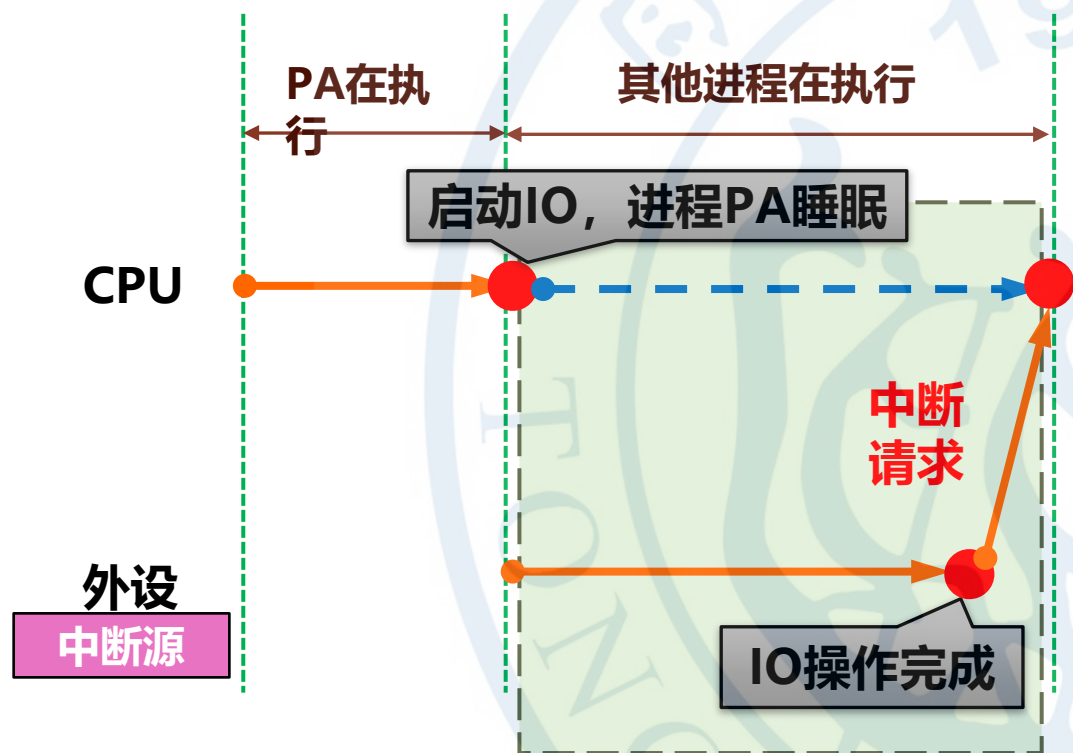 PA在执
行
其他进程在执行
启动IO，进程PA睡眠
CPU
中断
请求
外设
中断源
IO操作完成
19
TON